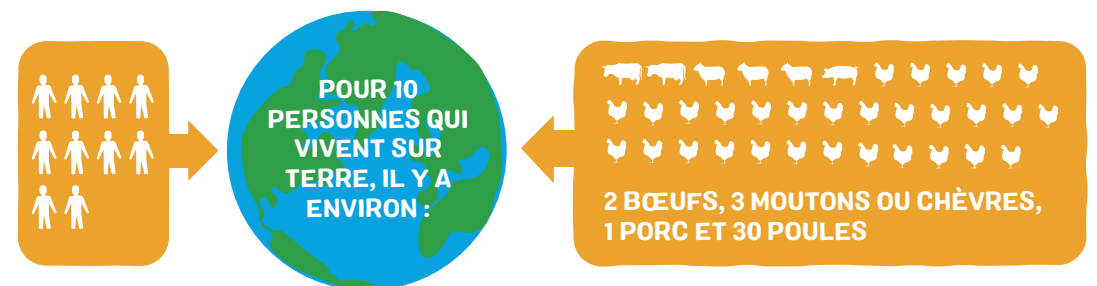 POUR 10
PERSONNES QUI
VIVENT SUR
TERRE, IL Y A
ENVIRON :
2 BŒUFS, 3 MOUTONS OU CHÈVRES,
1 PORC ET 30 POULES